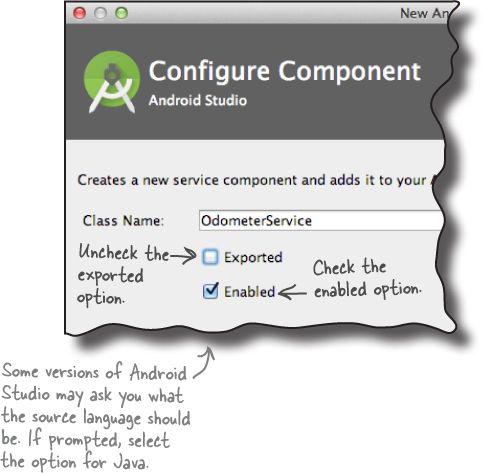 New An
Configure Component
Android Studio
Creates a new service component and adds it to your
Class Name: OdometerService
Uncheck the
exported
option.
Exported
Enabled
Check the
enabled option.
Some versions of Android
Studio may ask you what
the source language should
be. If prompted, select
the option for Java.